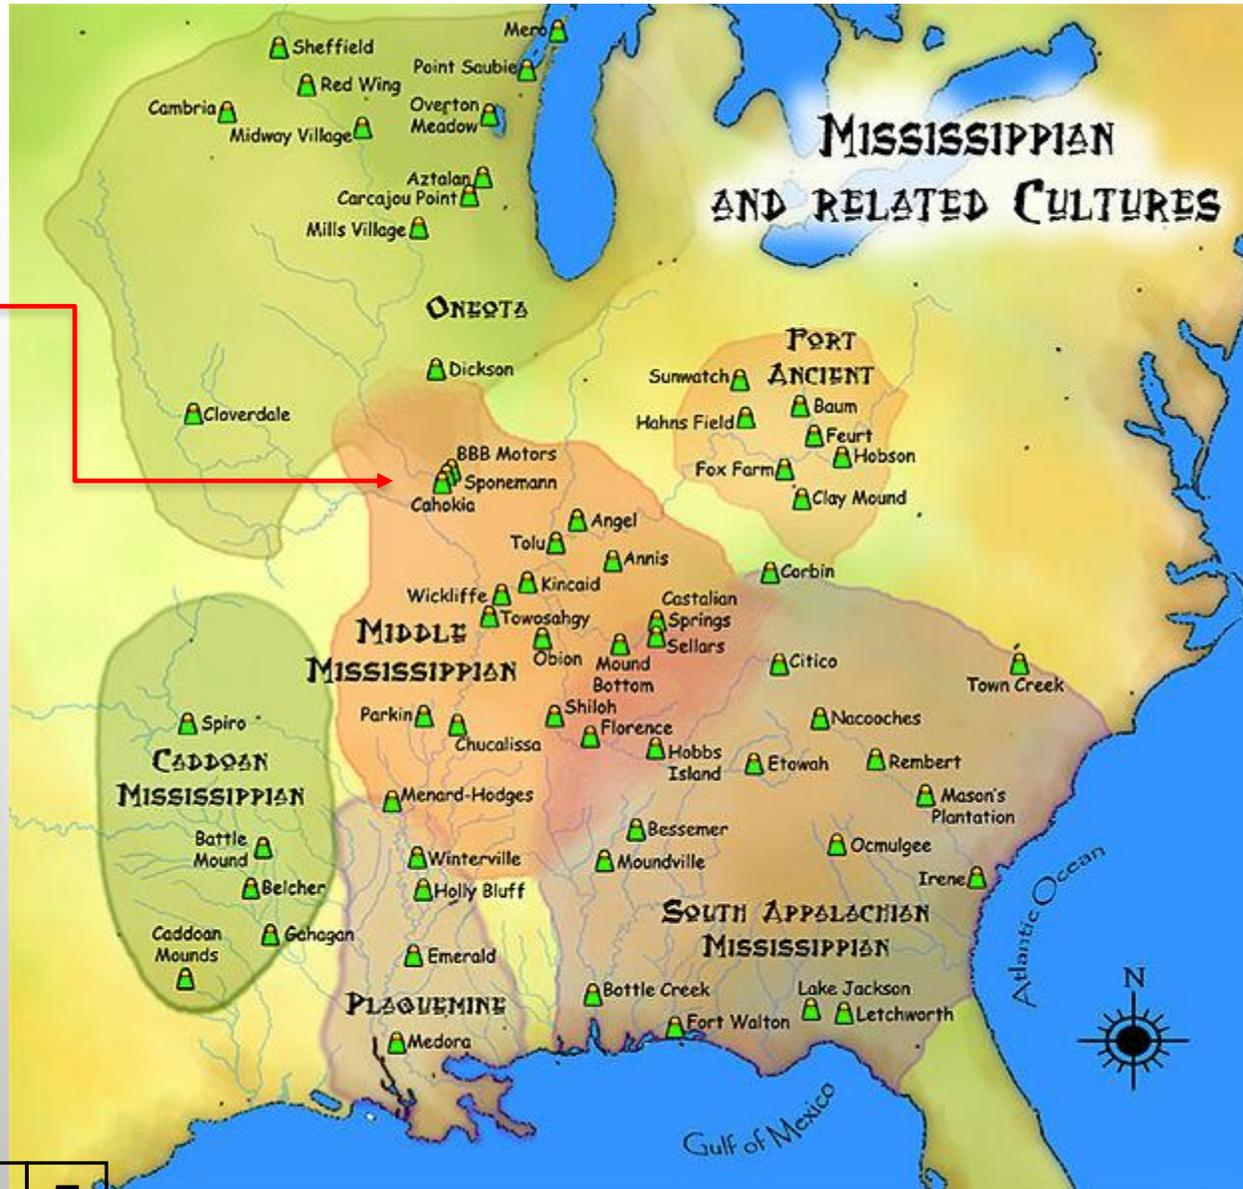 Mero
Sheffield
Point Saubie
Red Wing
Overton
Meadow
Cambria
Midway Village
MISSISSIPPIAN
AND RELATED CULTURES
Aztalan
Carcajou Point
Mills Village
ONEOTA
FORT
ANCIENT
Dickson
Sunwatch
Baum
Cloverdale
Hahns Field
Feurt
BBB Motors
Hobson
Fox Farm
Sponemann
Cahokia
Clay Mound
Angel
Tolu
Annis
Corbin
Kincaid
Wickliffe
Castalian
Springs
Towosahgy
MIDDLE
MISSISSIPPIAN
Obion
Sellars
Mound
Bottom
Citico
Town Creek
Spiro
Parkin
Chucalissa
Shiloh
Florence
Nacooches
Hobbs
Island
Etowah
Rembert
CADDOAN
MISSISSIPPIAN
Menard-Hodges
Mason's
Plantation
Battle
Mound
Bessemer
Winterville
Moundville
Ocmulgee
Belcher
Holly Bluff
Irene
Atlantic Ocean
SOUTH APPALACHIAN
MISSISSIPPIAN
Caddoan
Mounds
Gahagan
Emerald
PLAQUEMINE
Bottle Creek
Lake Jackson
Letchworth
Fort Walton
Medora
N
Gulf of Mexico